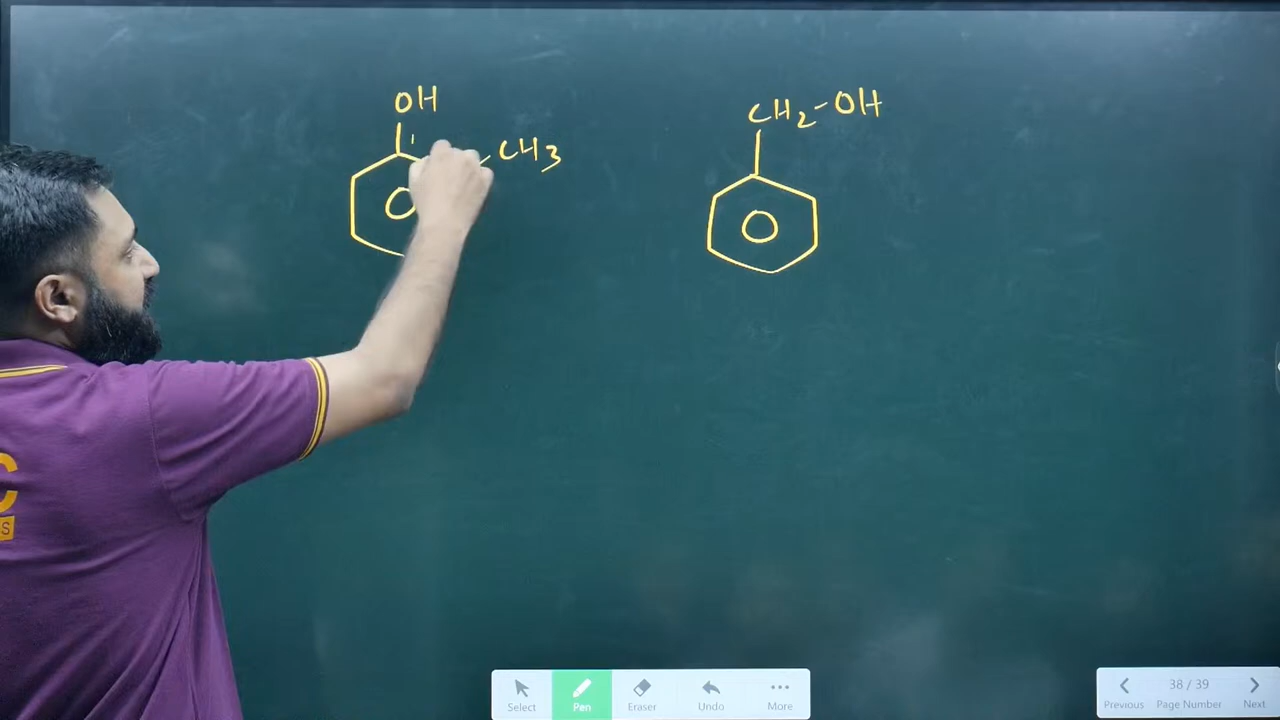 OH
CH3
1
CH2-OH
C
S
Select
Pen
Eraser
Undo
More
Previous
38 / 39
Page Number
Next